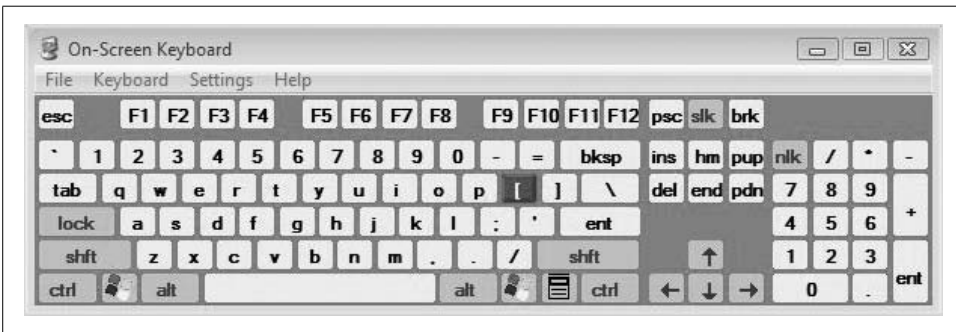 On-Screen Keyboard
File Keyboard Settings Help
esc F1 F2 F3 F4 F5 F6 F7 F8 F9 F10 F11 F12 psc slk brk
` 1 2 3 4 5 6 7 8 9 0 - = bksp ins hm pup nlk / * -
tab q w e r t y u i o p [ ] \ del end pdn 7 8 9 +
lock a s d f g h j k l ; ' ent 4 5 6
shft z x c v b n m , . / shft ↑ 1 2 3 ent
ctrl alt alt ctrl ← ↓ → 0 .